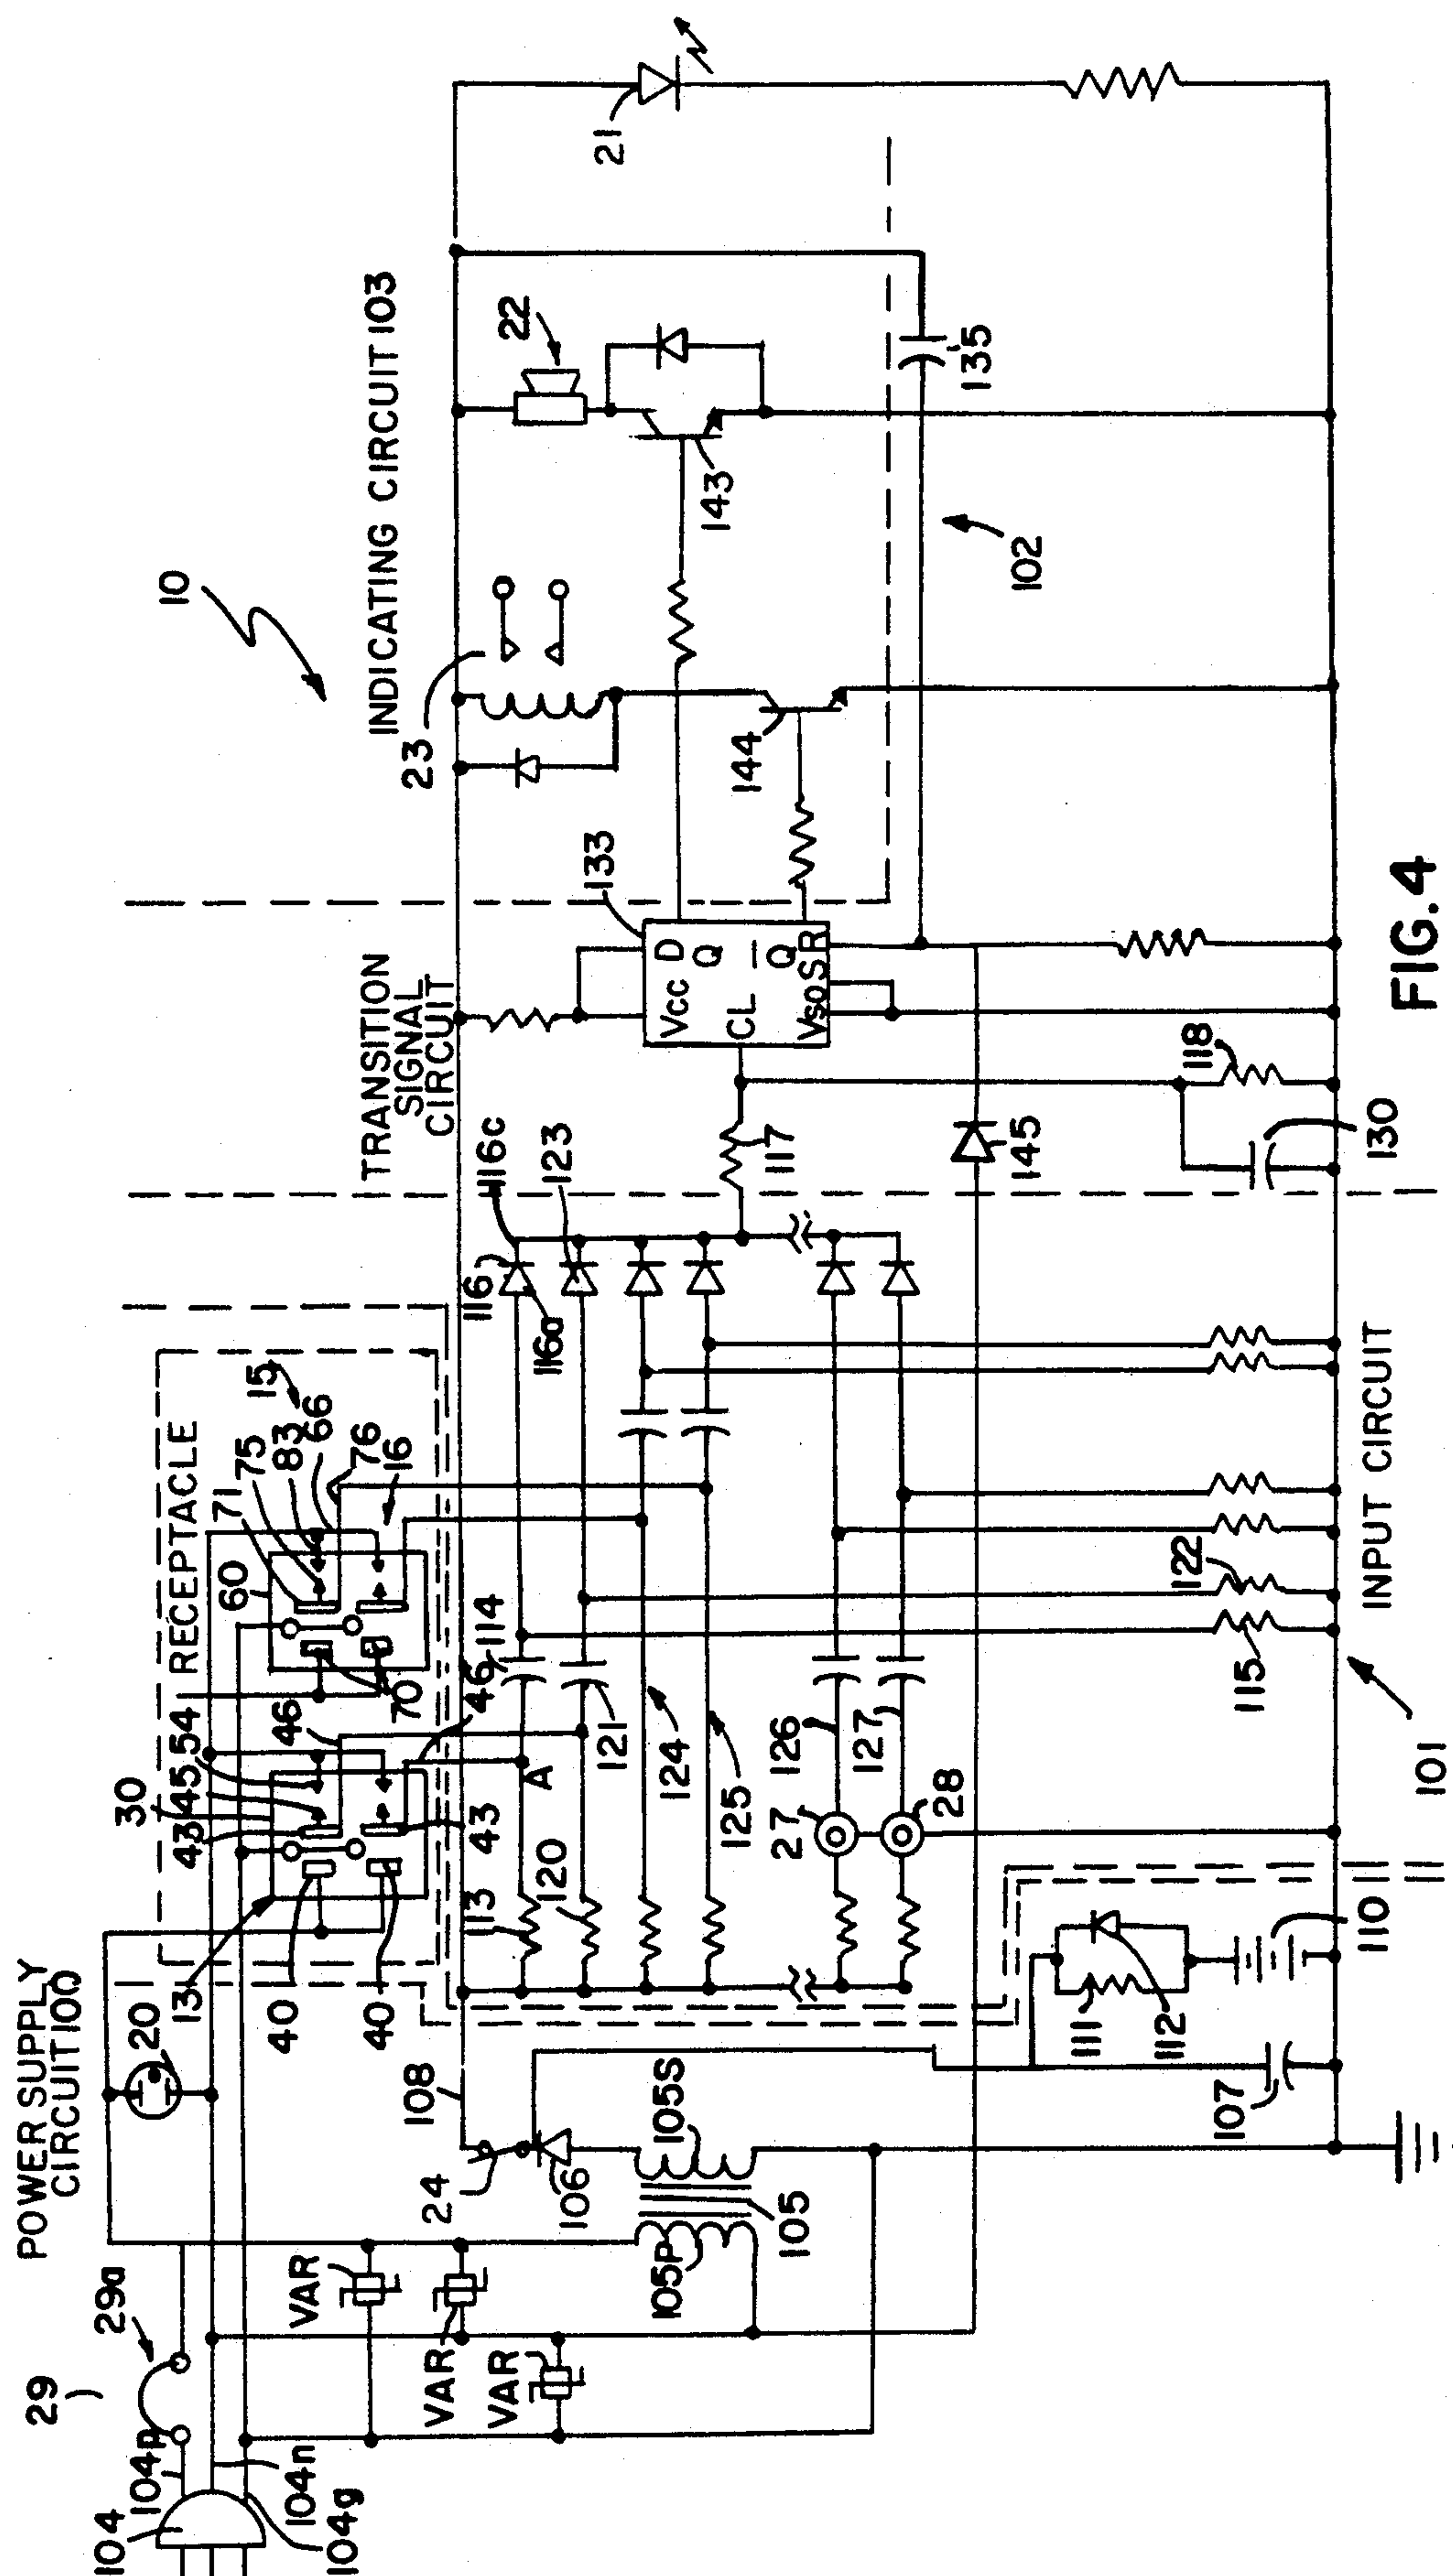 10
INDICATING CIRCUIT 103
TRANSITION
SIGNAL
CIRCUIT
RECEPTACLE
POWER SUPPLY
CIRCUIT 100
29
29a
104
104p
104n
104g
VAR
VAR
VAR
20
13
40
40
30
43
45
54
46
43
46
60
71
75
83
66
15
76
16
70
24
108
106
105P
105S
105
107
111
112
110
113
120
A
114
121
124
125
126
127
27
28
115
122
116
116a
116c
123
117
118
130
145
133
Vcc
D
Q
CL
Q
Vso
S
R
23
144
143
22
21
135
102
INPUT CIRCUIT
101
FIG. 4